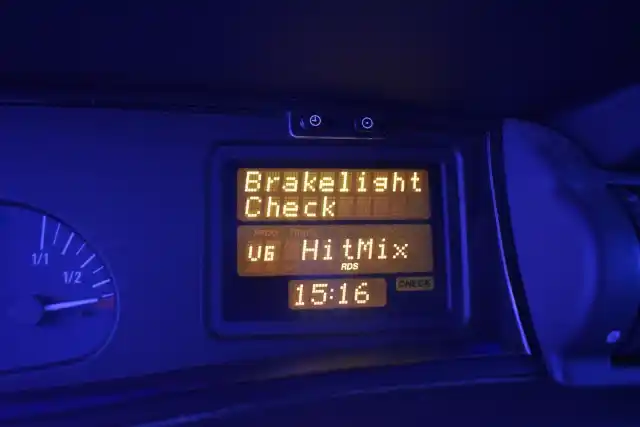 Brakelight
Check
U6 HitMix
RDS
15:16
CHECK
1/1
1/2